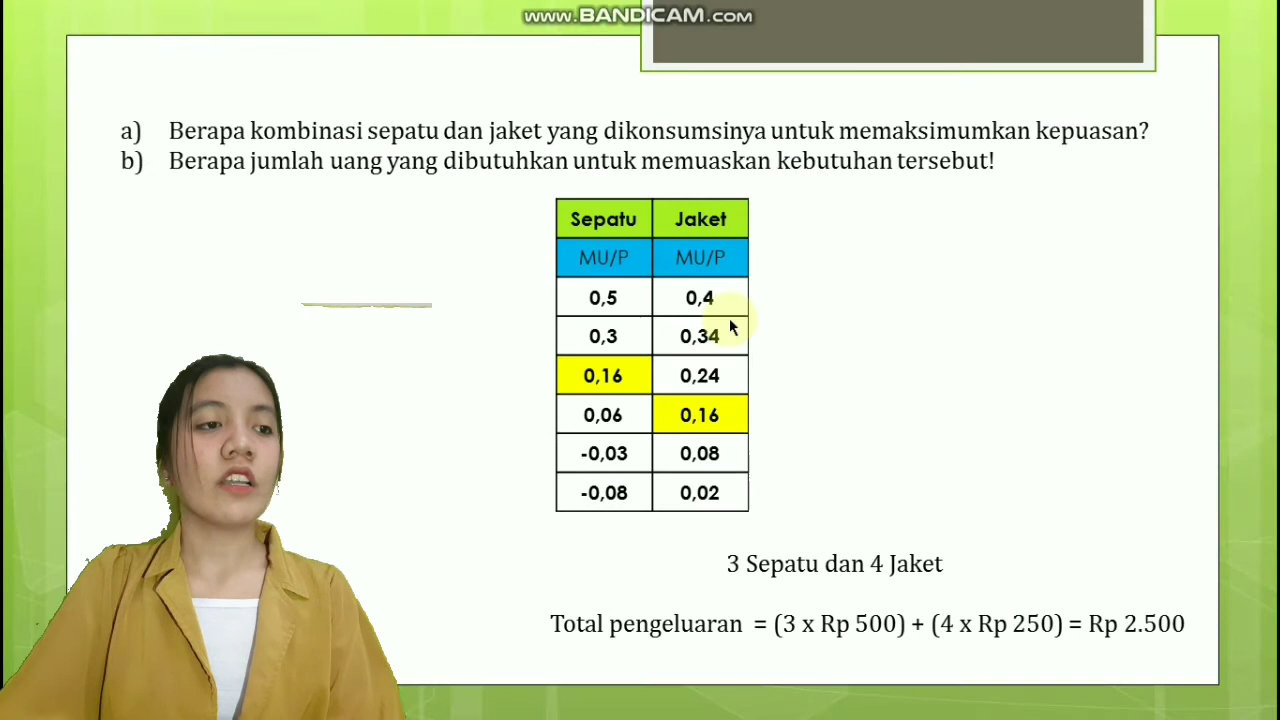 www.BANDICAM.com
a) Berapa kombinasi sepatu dan jaket yang dikonsumsinya untuk memaksimumkan kepuasan?
b) Berapa jumlah uang yang dibutuhkan untuk memuaskan kebutuhan tersebut!
Sepatu Jaket
MU/P MU/P
0,5 0,4
0,3 0,34
0,16 0,24
0,06 0,16
-0,03 0,08
-0,08 0,02
3 Sepatu dan 4 Jaket
Total pengeluaran = (3 x Rp 500) + (4 x Rp 250) = Rp 2.500